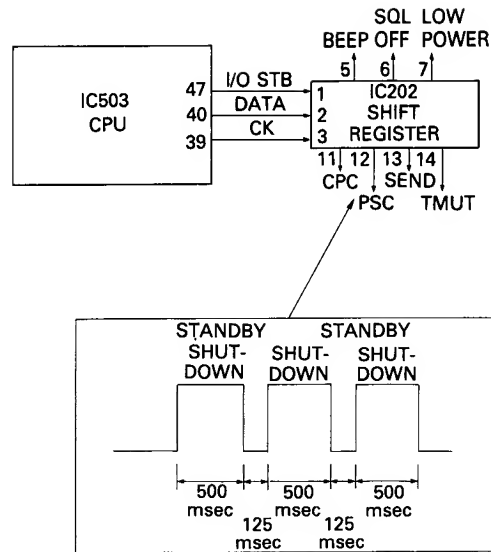 SQL LOW
BEEP OFF POWER
5 6 7
47 I/O STB 1 IC202
IC503 40 DATA 2 SHIFT
CPU 39 CK 3 REGISTER
11 12 13 14
CPC SEND
PSC TMUT
STANDBY STANDBY
SHUT- SHUT- SHUT-
DOWN DOWN DOWN
500 500 500
msec msec msec
125 125
msec msec